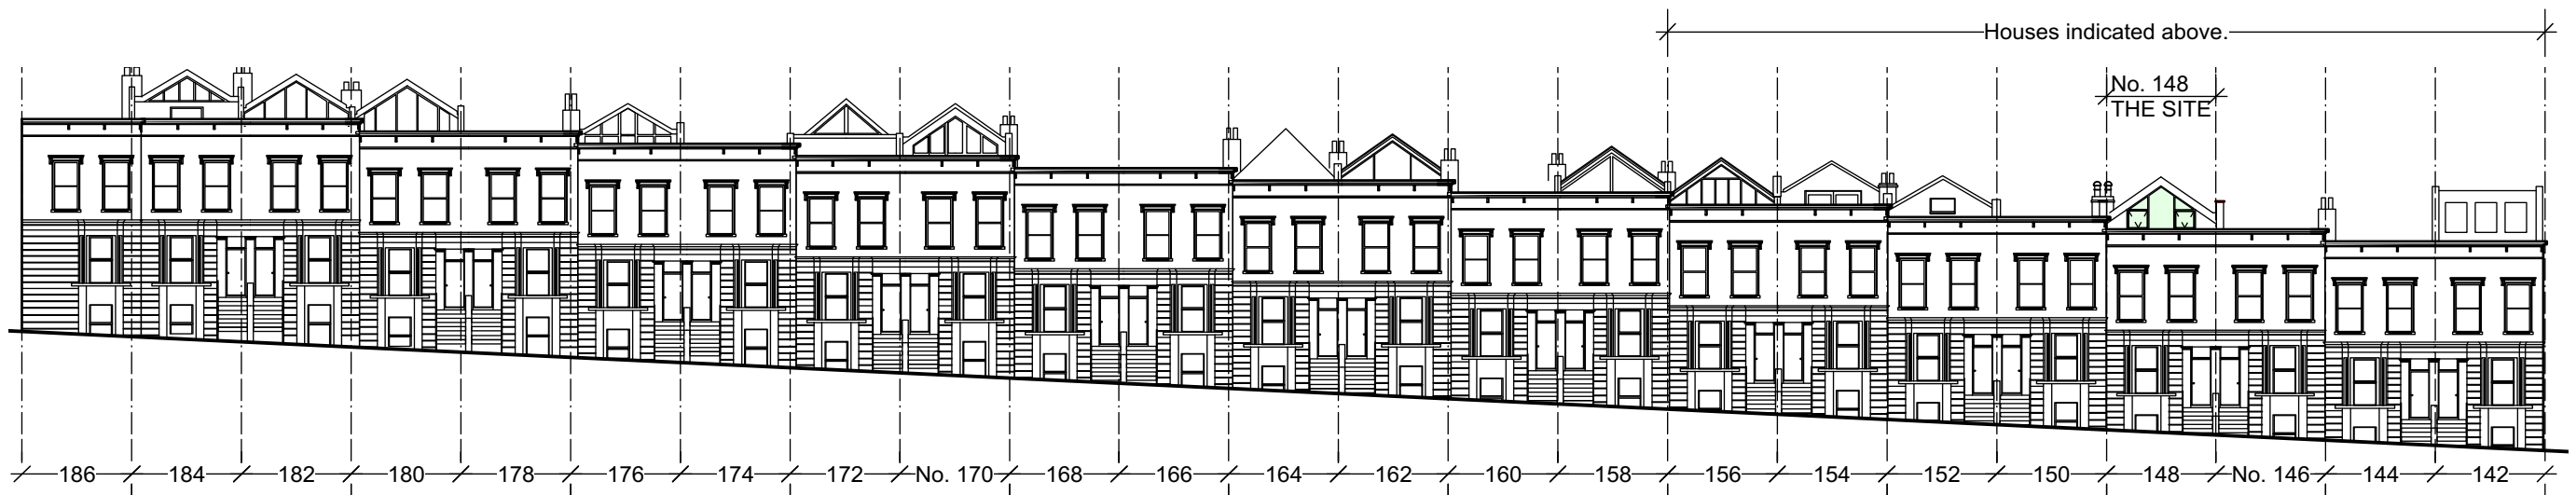 Houses indicated above.
No. 148
THE SITE
186 184 182 180 178 176 174 172 No. 170 168 166 164 162 160 158 156 154 152 150 148 No. 146 144 142